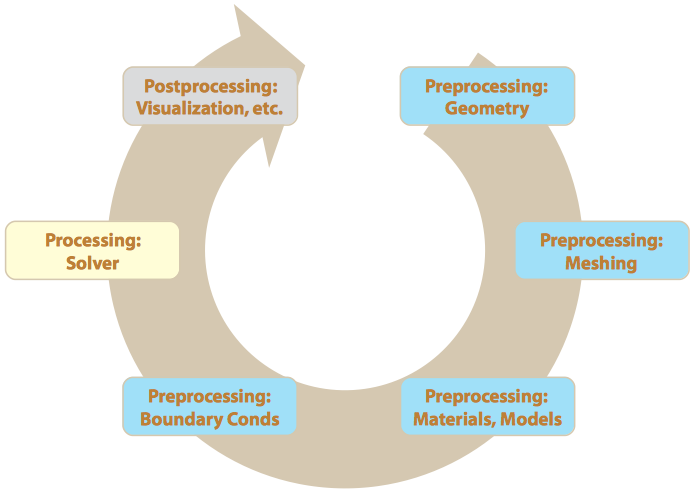 Postprocessing:
Visualization, etc.
Preprocessing:
Geometry
Processing:
Solver
Preprocessing:
Meshing
Preprocessing:
Boundary Conds
Preprocessing:
Materials, Models